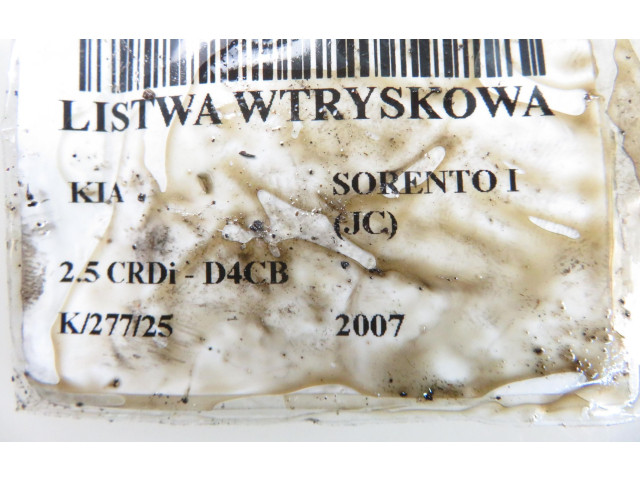 LISTWA WTRYSKOWA
KIA SORENTO I
(JC)
2.5 CRDi - D4CB
K/277/25 2007